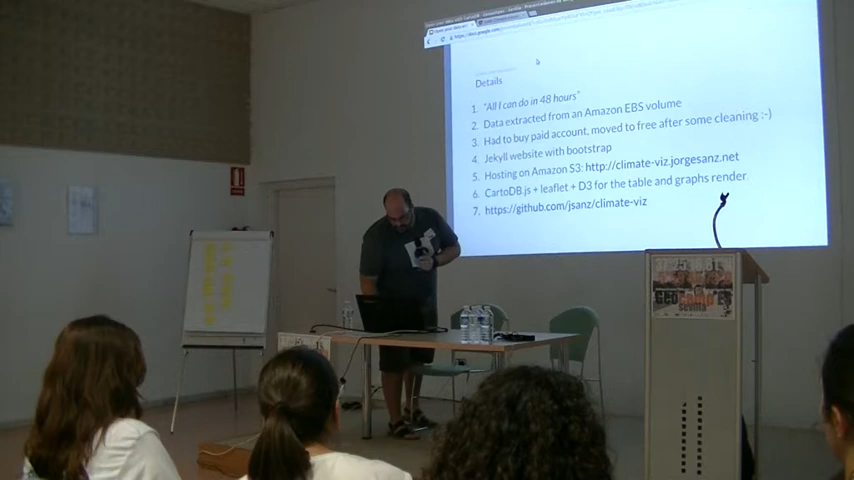 Details
1. "All I can do in 48 hours"
2. Data extracted from an Amazon EBS volume
3. Had to buy paid account, moved to free after some cleaning :-)
4. Jekyll website with bootstrap
5. Hosting on Amazon S3: http://climate-viz.jorgesanz.net
6. CartoDB.js + leaflet + D3 for the table and graphs render
7. https://github.com/jsanz/climate-viz